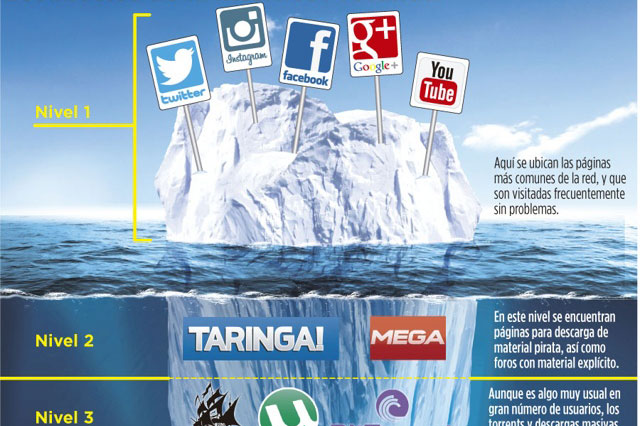 Nivel 1
twitter
Instagram
facebook
g+
Google+
You
Tube
Aquí se ubican las páginas
más comunes de la red, y que
son visitadas frecuentemente
sin problemas.
Nivel 2
TARINGA!
MEGA
En este nivel se encuentran
páginas para descarga de
material pirata, así como
foros con material explícito.
Nivel 3
µ
Aunque es algo muy usual en
gran número de usuarios, los
torrents y descargas masivas